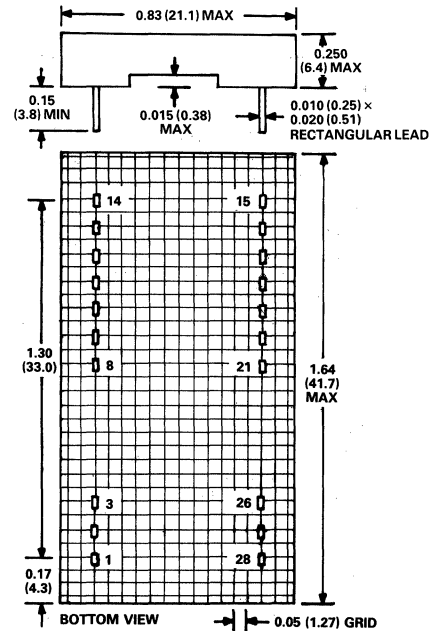 0.83 (21.1) MAX
0.250
(6.4) MAX
0.15
(3.8) MIN
0.015 (0.38)
MAX
0.010 (0.25) ×
0.020 (0.51)
RECTANGULAR LEAD
14
15
1.30
(33.0)
8
21
1.64
(41.7)
MAX
3
26
1
28
0.17
(4.3)
BOTTOM VIEW
0.05 (1.27) GRID